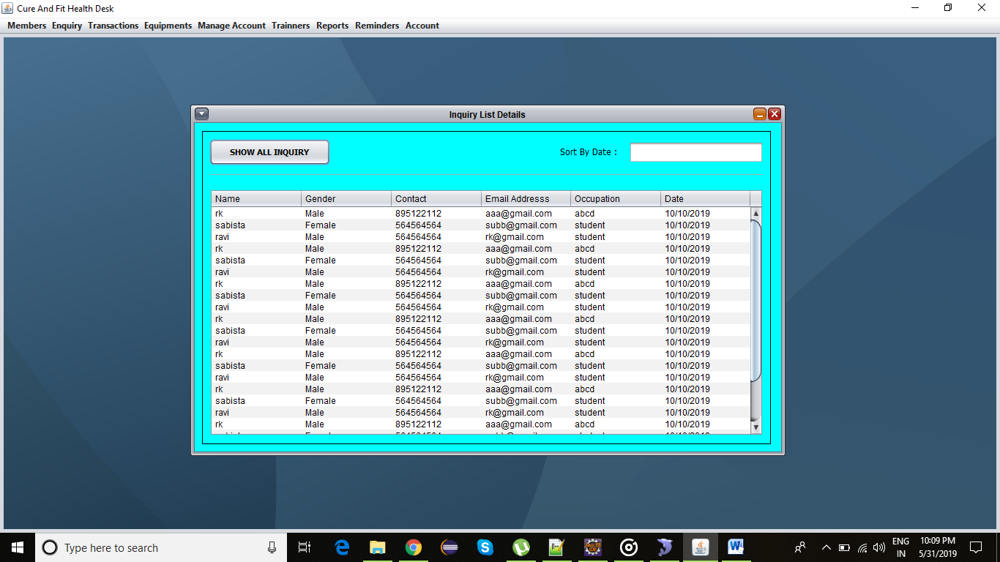 Cure And Fit Health Desk
Members Enquiry Transactions Equipments Manage Account Trainners Reports Reminders Account
Inquiry List Details
SHOW ALL INQUIRY Sort By Date :
Name Gender Contact Email Addresss Occupation Date
rk Male 895122112 aaa@gmail.com abcd 10/10/2019
sabista Female 564564564 subb@gmail.com student 10/10/2019
ravi Male 564564564 rk@gmail.com student 10/10/2019
rk Male 895122112 aaa@gmail.com abcd 10/10/2019
sabista Female 564564564 subb@gmail.com student 10/10/2019
ravi Male 564564564 rk@gmail.com student 10/10/2019
rk Male 895122112 aaa@gmail.com abcd 10/10/2019
sabista Female 564564564 subb@gmail.com student 10/10/2019
ravi Male 564564564 rk@gmail.com student 10/10/2019
rk Male 895122112 aaa@gmail.com abcd 10/10/2019
sabista Female 564564564 subb@gmail.com student 10/10/2019
ravi Male 564564564 rk@gmail.com student 10/10/2019
rk Male 895122112 aaa@gmail.com abcd 10/10/2019
sabista Female 564564564 subb@gmail.com student 10/10/2019
ravi Male 564564564 rk@gmail.com student 10/10/2019
rk Male 895122112 aaa@gmail.com abcd 10/10/2019
sabista Female 564564564 subb@gmail.com student 10/10/2019
ravi Male 564564564 rk@gmail.com student 10/10/2019
rk Male 895122112 aaa@gmail.com abcd 10/10/2019
Type here to search
ENG 10:09 PM
IN 5/31/2019